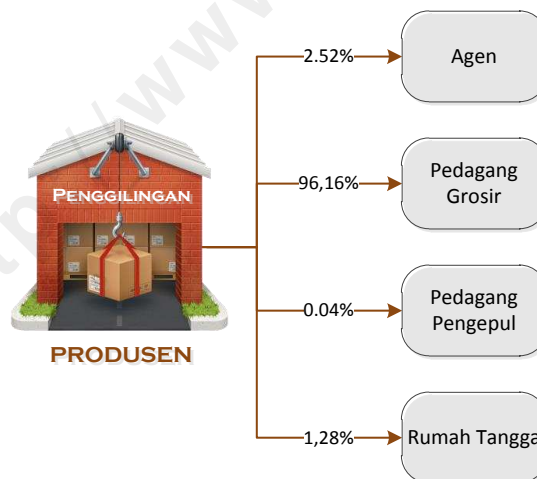 2.52%
Agen
96,16%
Pedagang
Grosir
PENGGILINGAN
0.04%
Pedagang
Pengepul
PRODUSEN
1,28%
Rumah Tangga